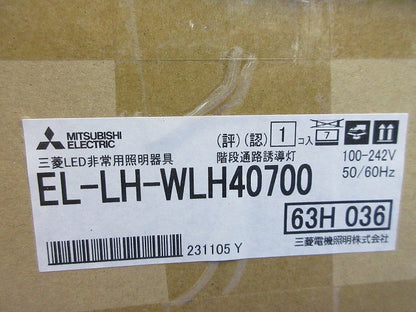 MITSUBISHI
ELECTRIC
(評)(認) 1 コ入 7
三菱LED非常用照明器具
階段通路誘導灯
100-242V
50/60Hz
EL-LH-WLH40700
63H 036
231105 Y
三菱電機照明株式会社